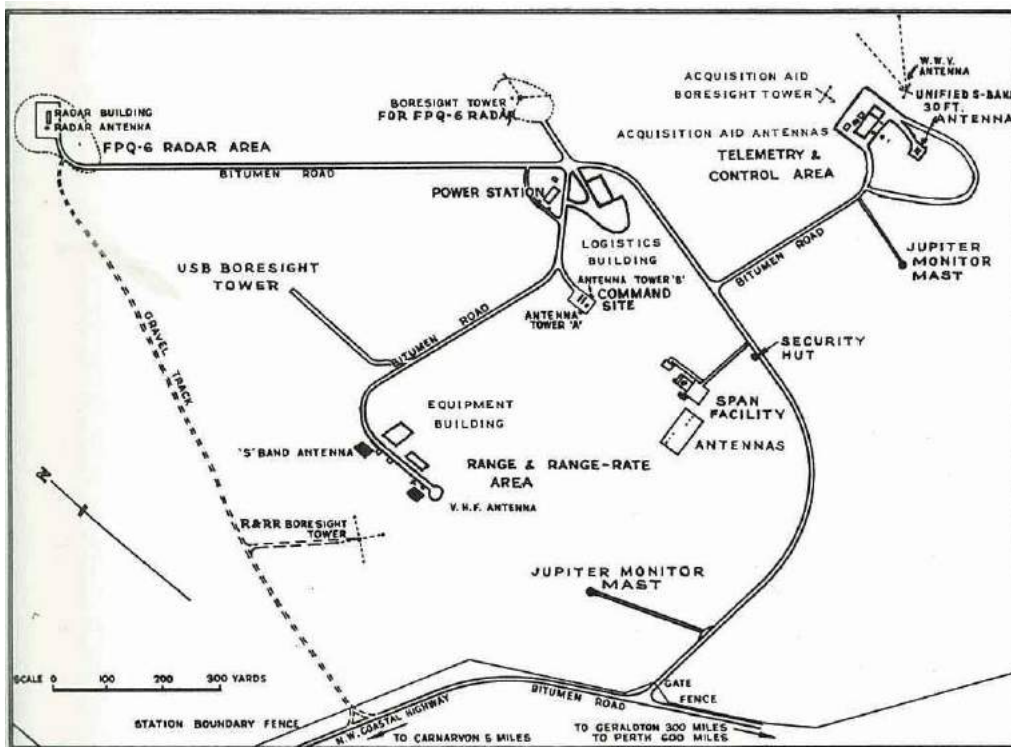 RADAR BUILDING
RADAR ANTENNA
FPQ-6 RADAR AREA
BORESIGHT TOWER
FOR FPQ-6 RADAR
ACQUISITION AID
BORESIGHT TOWER
W.W.V.
ANTENNA
UNIFIED S-BAND
30 FT.
ANTENNA
ACQUISITION AID ANTENNAS
TELEMETRY &
CONTROL AREA
BITUMEN ROAD
POWER STATION
LOGISTICS
BUILDING
BITUMEN ROAD
JUPITER
MONITOR
MAST
USB BORESIGHT
TOWER
ANTENNA TOWER 'B'
COMMAND
SITE
ANTENNA
TOWER 'A'
BITUMEN ROAD
GRAVEL TRACK
SECURITY
HUT
SPAN
FACILITY
ANTENNAS
EQUIPMENT
BUILDING
'S' BAND ANTENNA
RANGE & RANGE-RATE
AREA
V.H.F. ANTENNA
N
R&RR BORESIGHT
TOWER
JUPITER MONITOR
MAST
SCALE 0 100 200 300 YARDS
GATE
FENCE
BITUMEN ROAD
STATION BOUNDARY FENCE
N.W. COASTAL HIGHWAY
TO CARNARVON 5 MILES
TO GERALDTON 300 MILES
TO PERTH 600 MILES